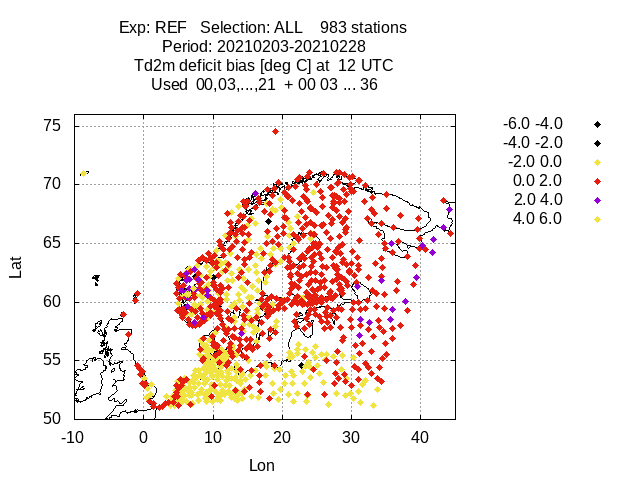 Exp: REF   Selection: ALL    983 stations
Period: 20210203-20210228
Td2m deficit bias [deg C] at  12 UTC
Used  00,03,...,21  + 00 03 ... 36
75
70
65
60
55
50
-10 0 10 20 30 40
Lat
Lon
-6.0 -4.0
-4.0 -2.0
-2.0 0.0
0.0 2.0
2.0 4.0
4.0 6.0